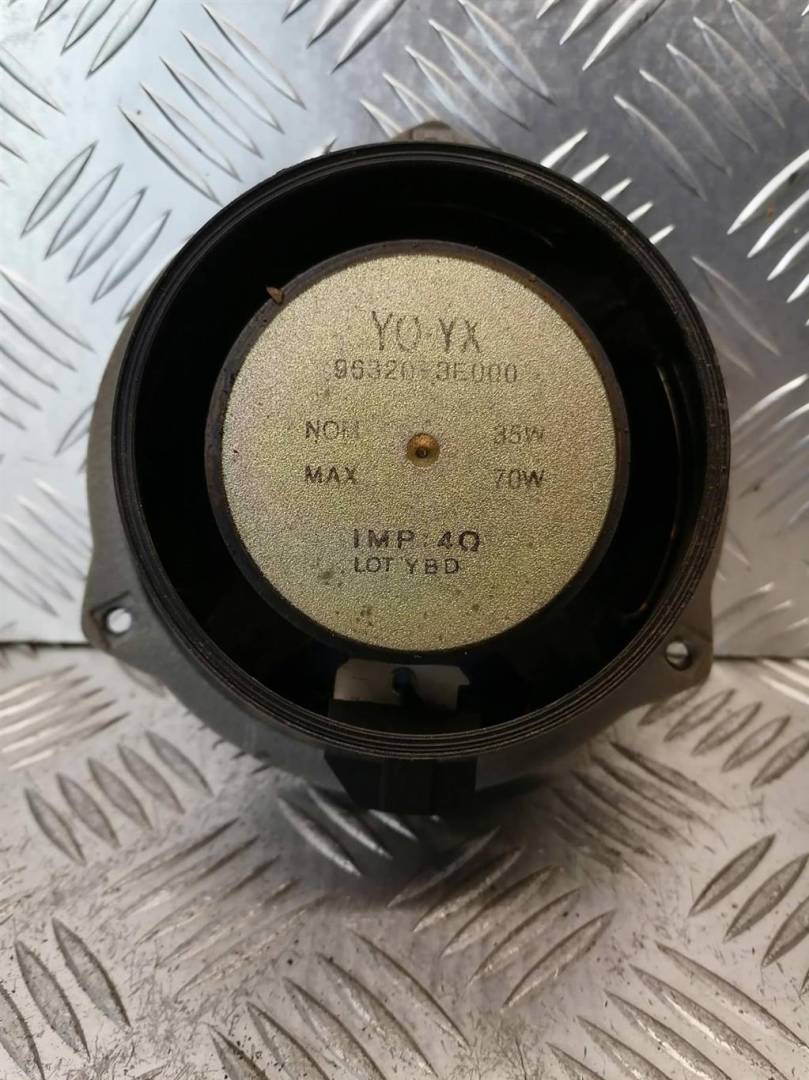 YO-YX
96320-3E000
NOM 35W
MAX 70W
IMP:4Ω
LOT YBD